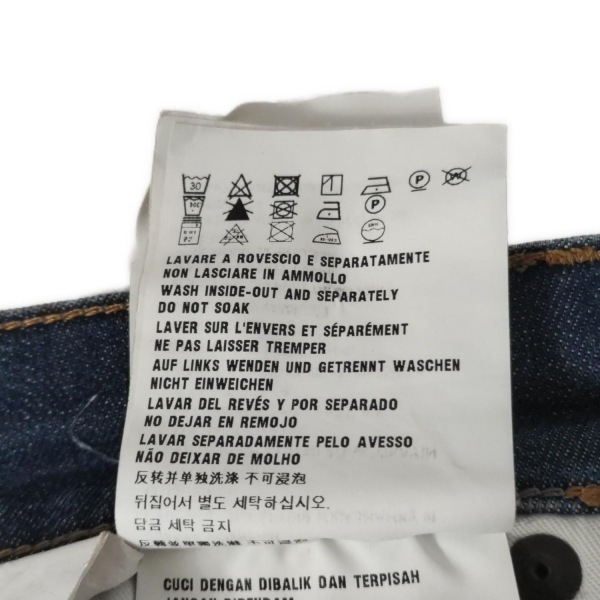 30
P
LAVARE A ROVESCIO E SEPARATAMENTE
NON LASCIARE IN AMMOLLO
WASH INSIDE-OUT AND SEPARATELY
DO NOT SOAK
LAVER SUR L'ENVERS ET SÉPARÉMENT
NE PAS LAISSER TREMPER
AUF LINKS WENDEN UND GETRENNT WASCHEN
NICHT EINWEICHEN
LAVAR DEL REVÉS Y POR SEPARADO
NO DEJAR EN REMOJO
LAVAR SEPARADAMENTE PELO AVESSO
NÃO DEIXAR DE MOLHO
反转并单独洗涤 不可浸泡
뒤집어서 별도 세탁하십시오.
담금 세탁 금지
CUCI DENGAN DIBALIK DAN TERPISAH
JANGAN DIRENDAM